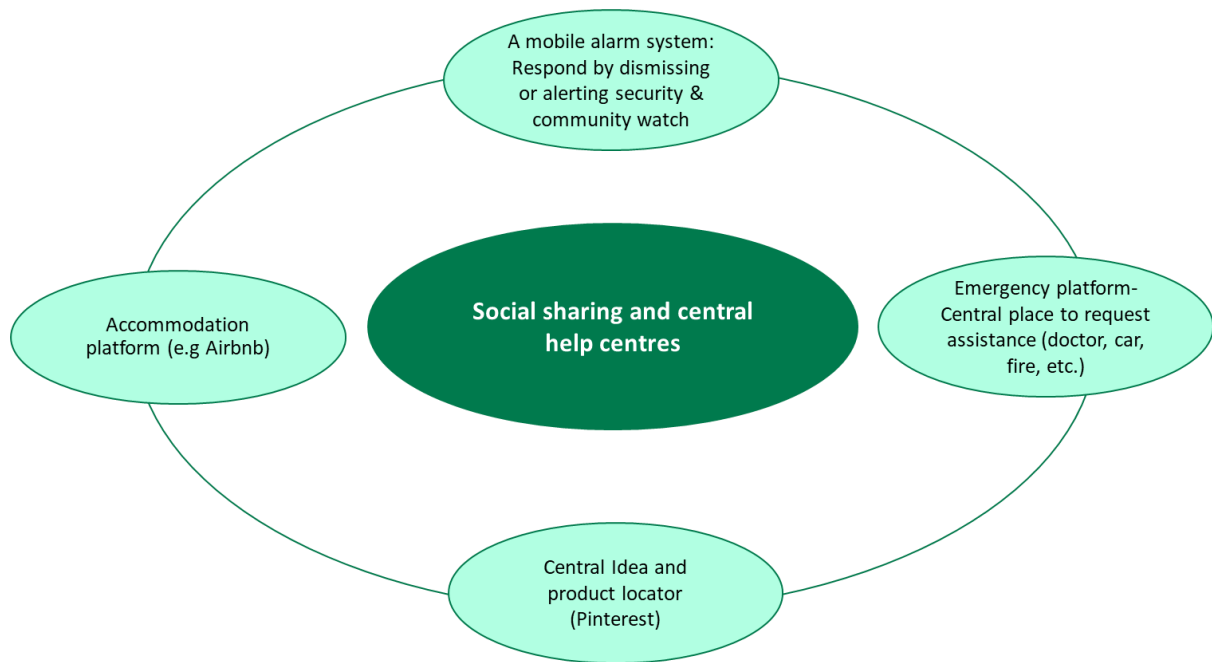 A mobile alarm system:
Respond by dismissing
or alerting security &
community watch
Social sharing and central
help centres
Emergency platform-
Central place to request
assistance (doctor, car,
fire, etc.)
Accommodation
platform (e.g Airbnb)
Central Idea and
product locator
(Pinterest)